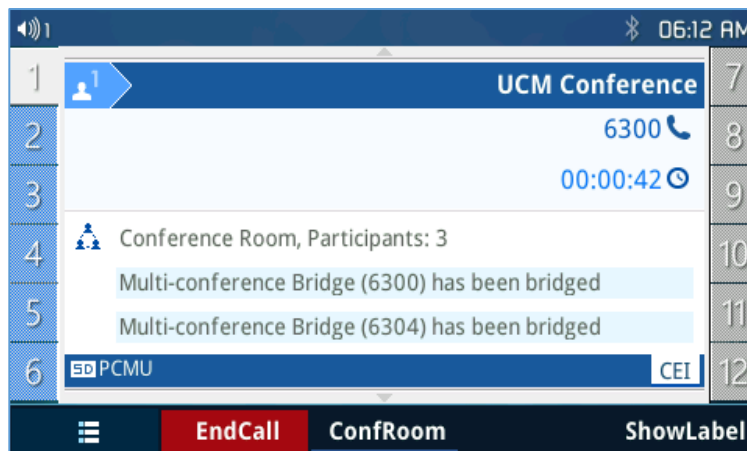 1 06:12 AM
1 1 UCM Conference 7
2 6300 8
3 00:00:42 9
4 Conference Room, Participants: 3 10
Multi-conference Bridge (6300) has been bridged
5 Multi-conference Bridge (6304) has been bridged 11
6 SD PCMU CEI 12
EndCall ConfRoom ShowLabel